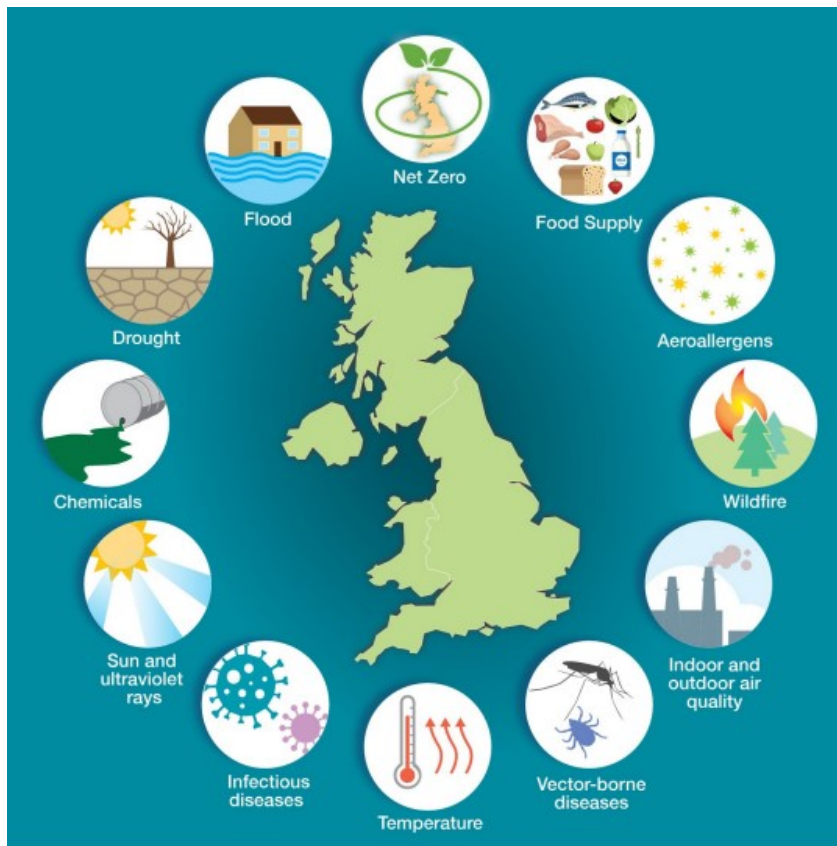 Net Zero
Food Supply
Aeroallergens
Wildfire
Indoor and
outdoor air
quality
Vector-borne
diseases
Temperature
Infectious
diseases
Sun and
ultraviolet
rays
Chemicals
Drought
Flood